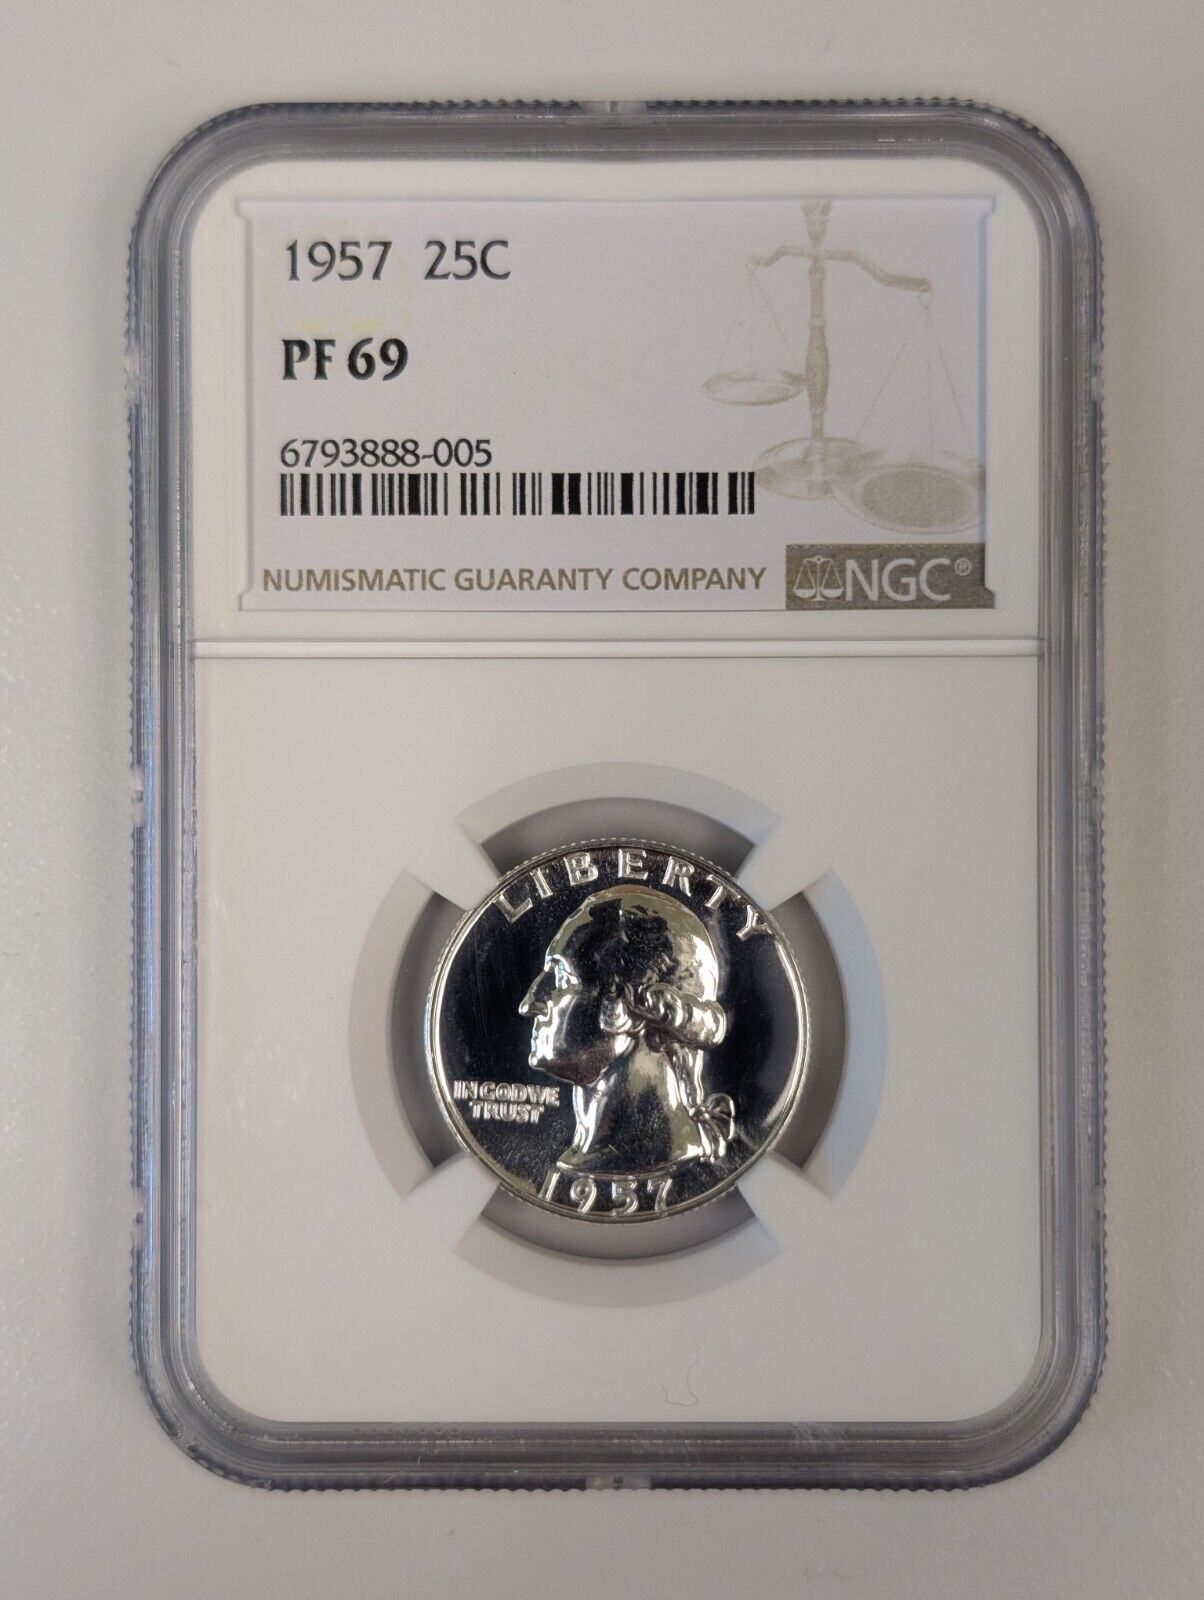 1957 25C
PF 69
6793888-005
NUMISMATIC GUARANTY COMPANY
NGC®
LIBERTY
IN GOD WE
TRUST
1957